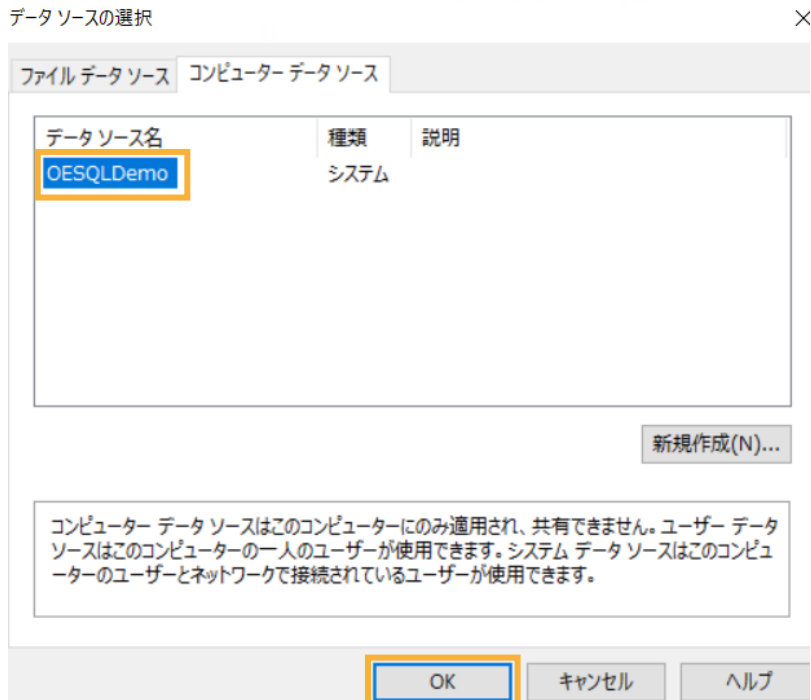 データ ソースの選択
ファイル データ ソース コンピューター データ ソース
データ ソース名 種類 説明
OESQLDemo システム
新規作成(N)...
コンピューター データ ソースはこのコンピューターにのみ適用され、共有できません。ユーザー データ
ソースはこのコンピューターの一人のユーザーが使用できます。システム データ ソースはこのコンピュ
ーターのユーザーとネットワークで接続されているユーザーが使用できます。
OK キャンセル ヘルプ